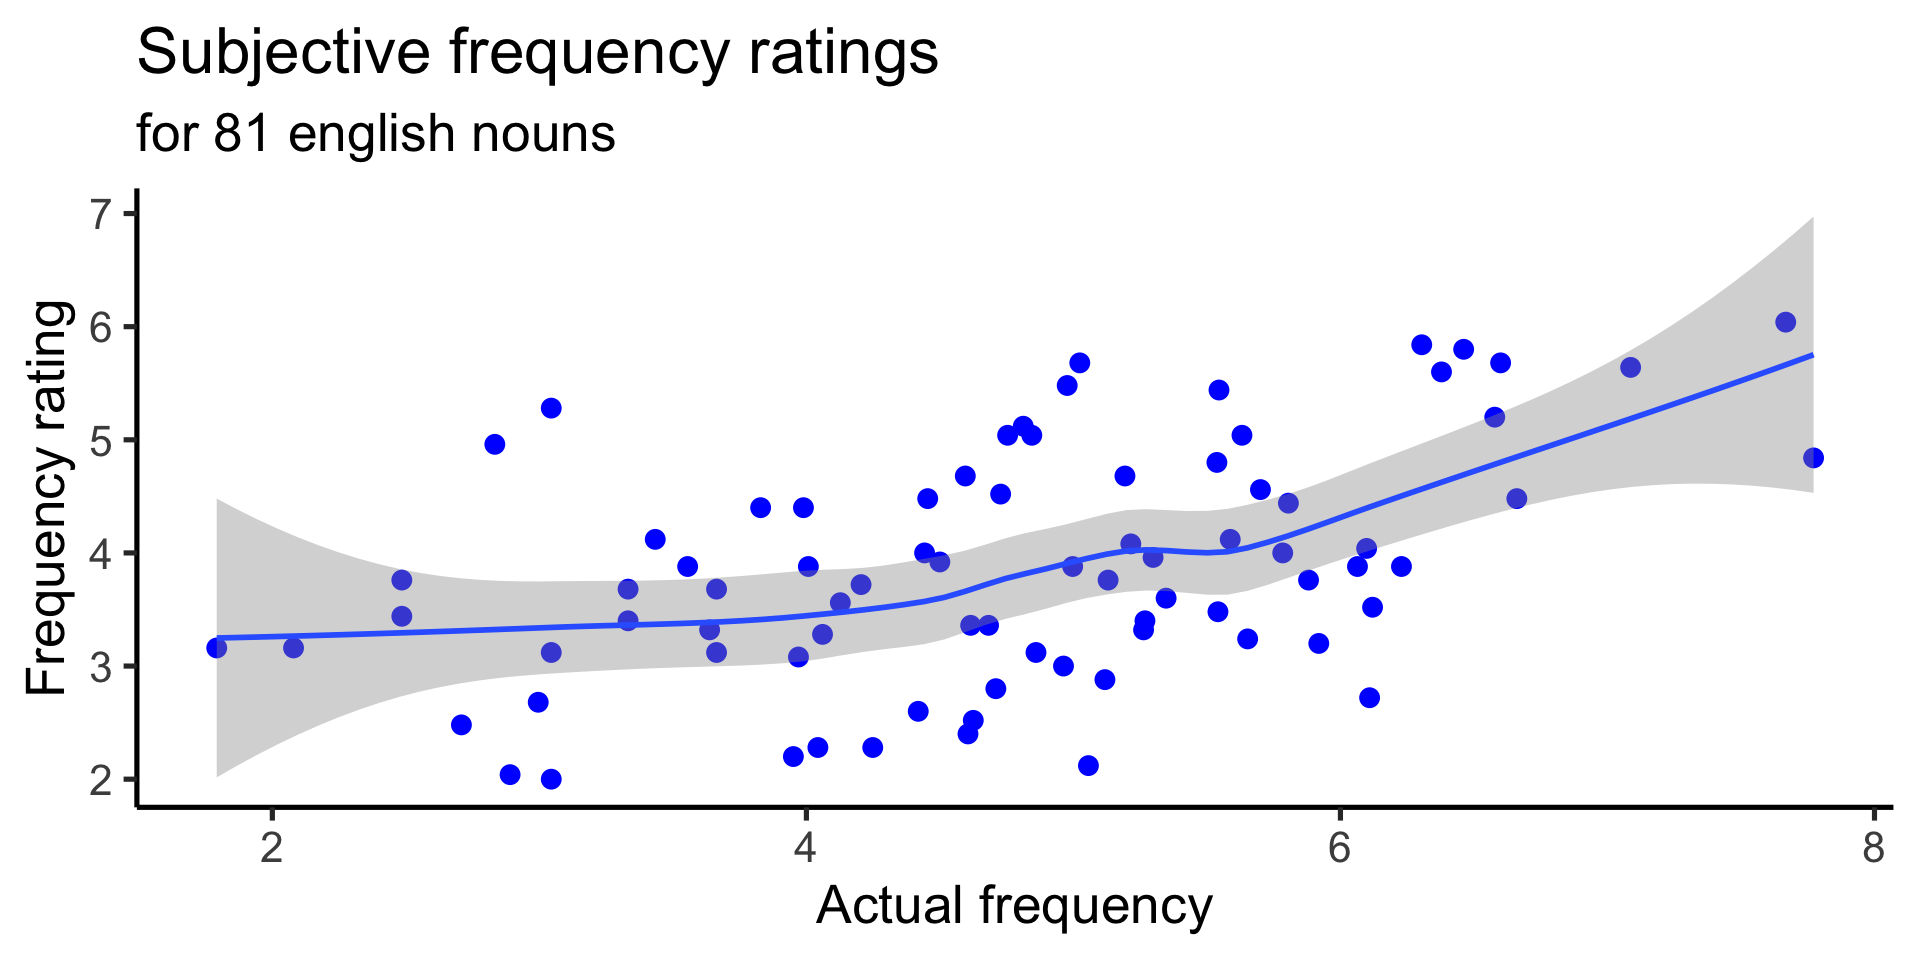 Subjective frequency ratings
for 81 english nouns
Frequency rating
7
6
5
4
3
2
2 4 6 8
Actual frequency